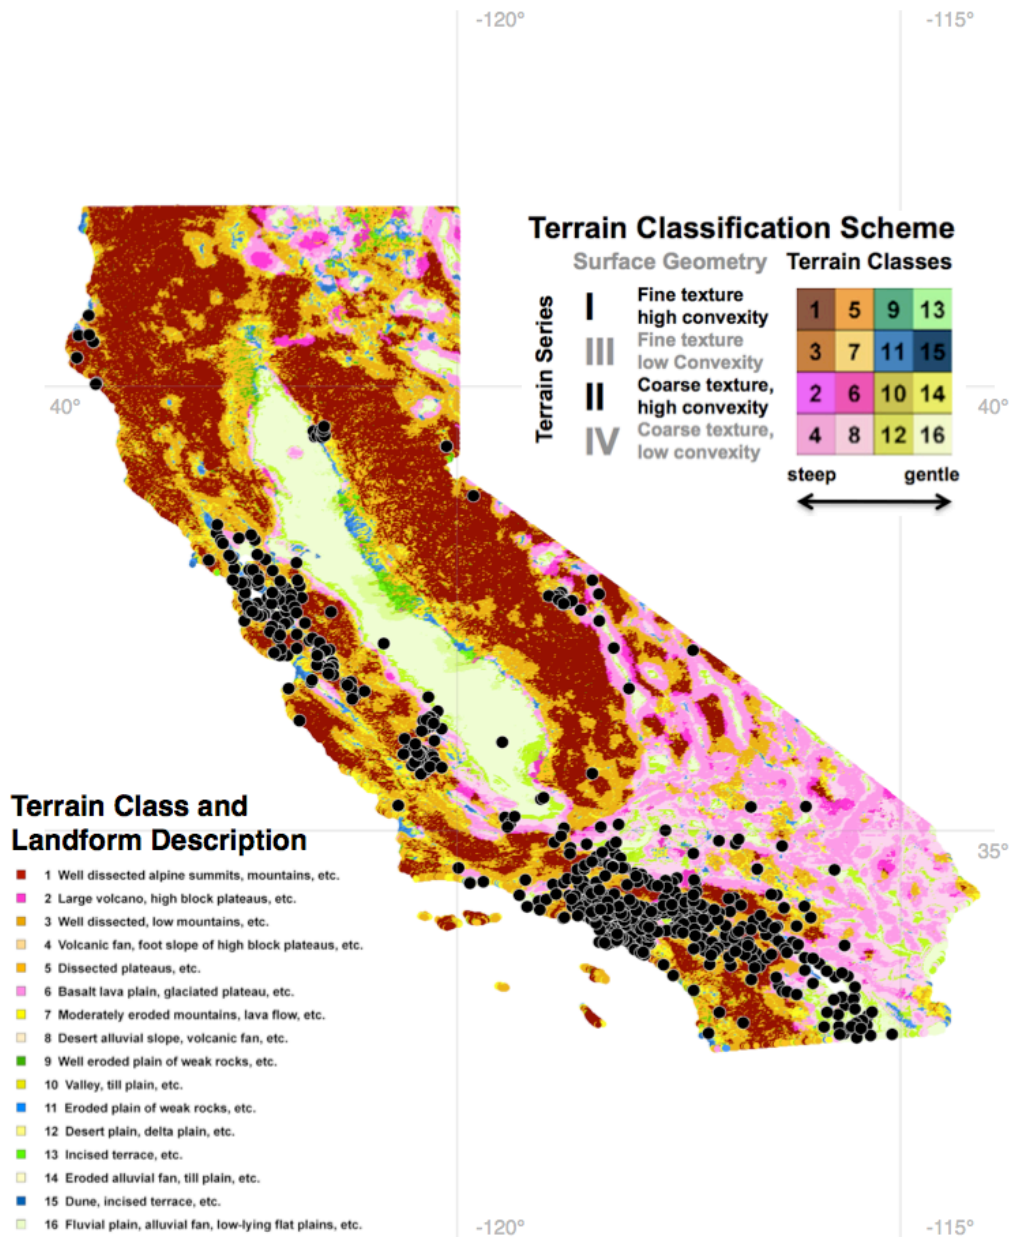 -120°
-115°
Terrain Classification Scheme
Surface Geometry Terrain Classes
Terrain Series
I Fine texture high convexity
III Fine texture low Convexity
II Coarse texture, high convexity
IV Coarse texture, low convexity
1 5 9 13
3 7 11 15
2 6 10 14
4 8 12 16
steep gentle
40°
40°
Terrain Class and
Landform Description
35°
1 Well dissected alpine summits, mountains, etc.
2 Large volcano, high block plateaus, etc.
3 Well dissected, low mountains, etc.
4 Volcanic fan, foot slope of high block plateaus, etc.
5 Dissected plateaus, etc.
6 Basalt lava plain, glaciated plateau, etc.
7 Moderately eroded mountains, lava flow, etc.
8 Desert alluvial slope, volcanic fan, etc.
9 Well eroded plain of weak rocks, etc.
10 Valley, till plain, etc.
11 Eroded plain of weak rocks, etc.
12 Desert plain, delta plain, etc.
13 Incised terrace, etc.
14 Eroded alluvial fan, till plain, etc.
15 Dune, incised terrace, etc.
16 Fluvial plain, alluvial fan, low-lying flat plains, etc.
-120°
-115°